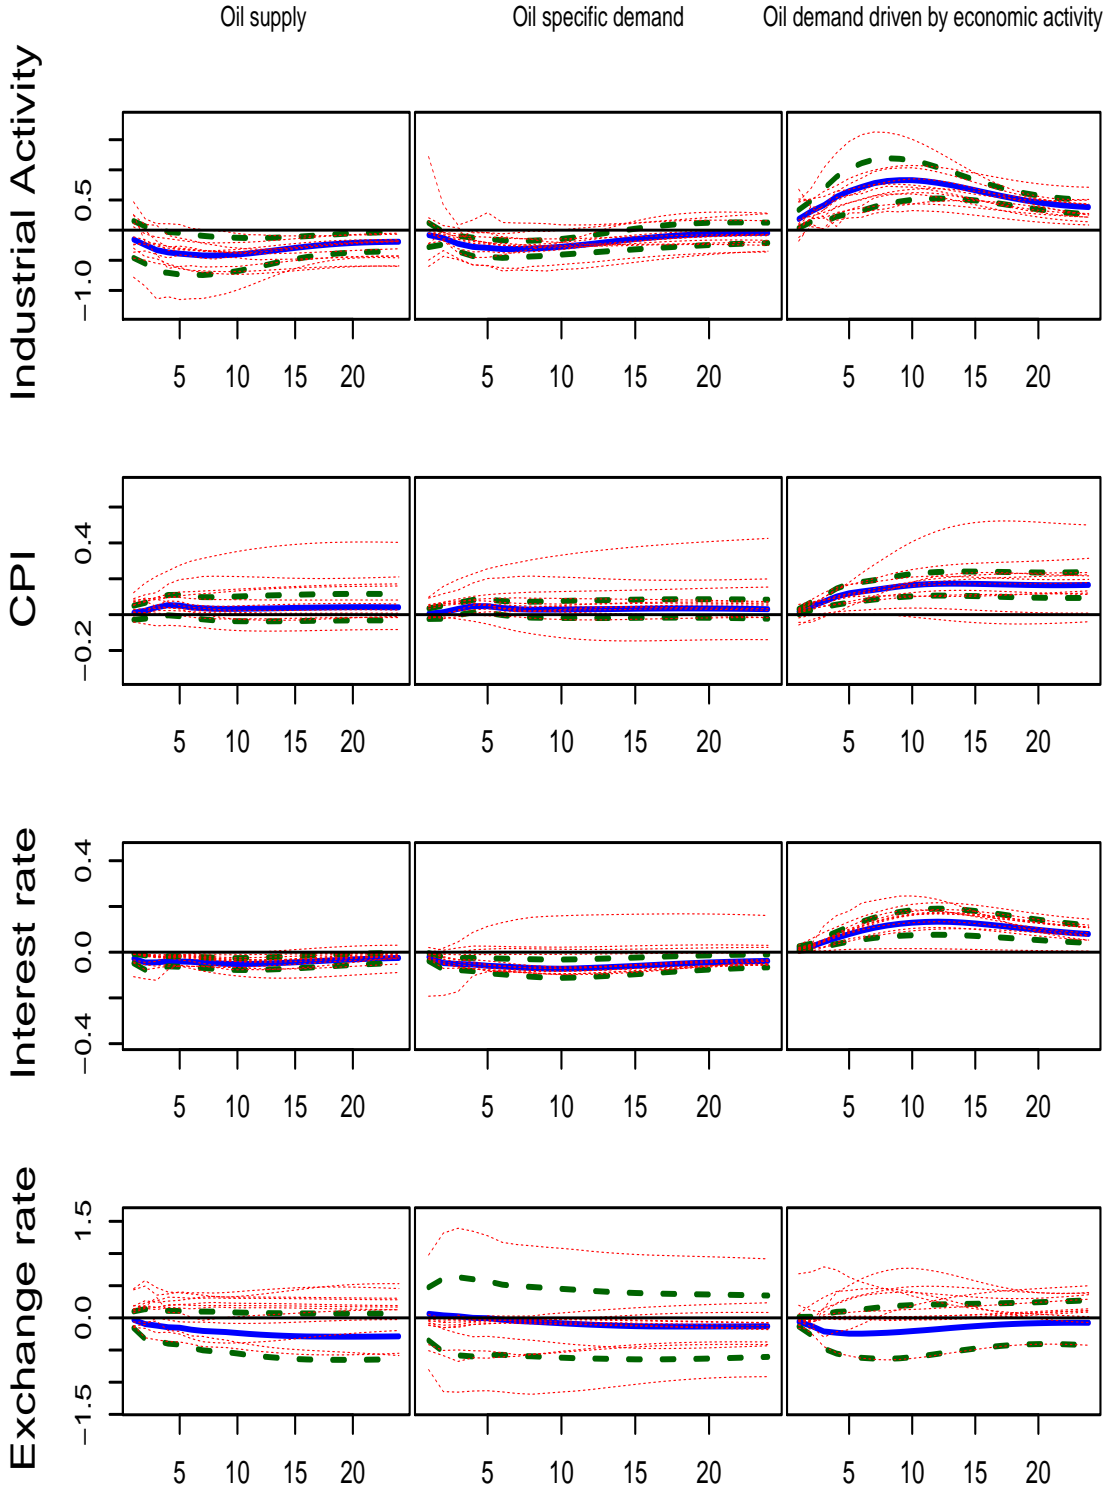 Oil supply Oil specific demand Oil demand driven by economic activity
Industrial Activity
0.5
−1.0
5 10 15 20 5 10 15 20 5 10 15 20
CPI
0.4
−0.2
5 10 15 20 5 10 15 20 5 10 15 20
Interest rate
0.4
0.0
−0.4
5 10 15 20 5 10 15 20 5 10 15 20
Exchange rate
1.5
0.0
−1.5
5 10 15 20 5 10 15 20 5 10 15 20